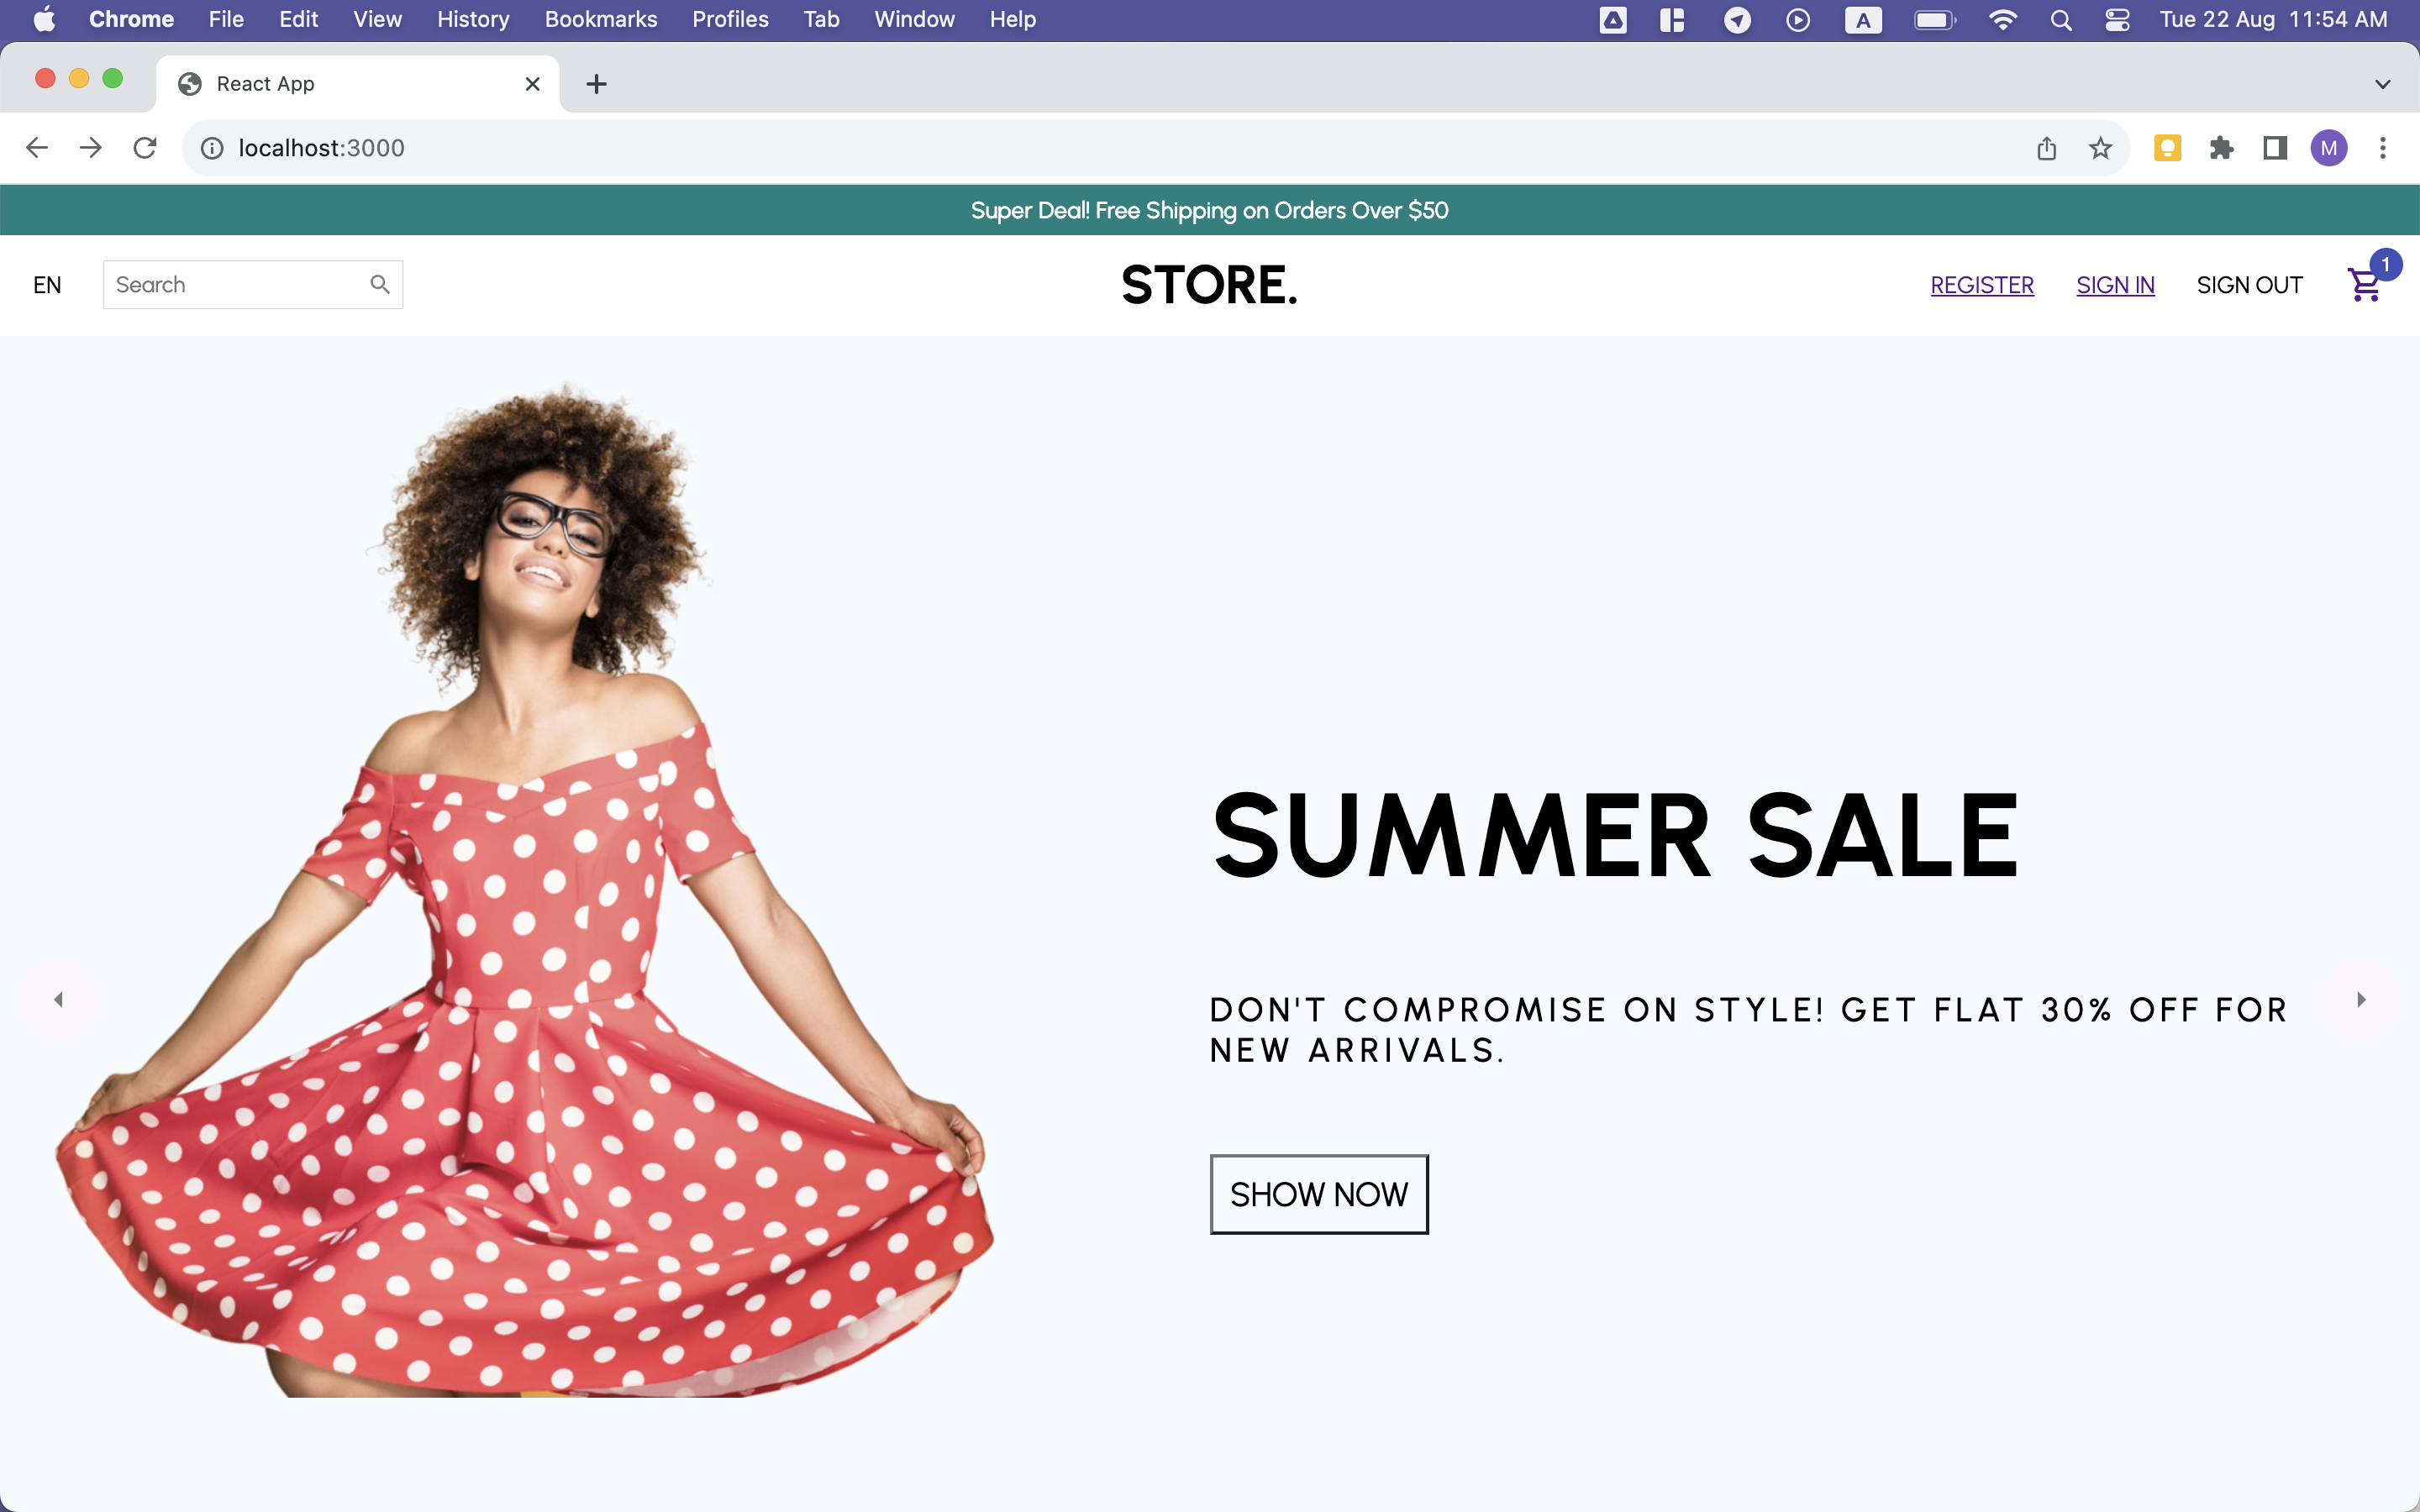 Chrome File Edit View History Bookmarks Profiles Tab Window Help A Tue 22 Aug 11:54 AM
React App
localhost:3000 M
Super Deal! Free Shipping on Orders Over $50
EN Search STORE. REGISTER SIGN IN SIGN OUT 1
SUMMER SALE
DON'T COMPROMISE ON STYLE! GET FLAT 30% OFF FOR
NEW ARRIVALS.
SHOW NOW